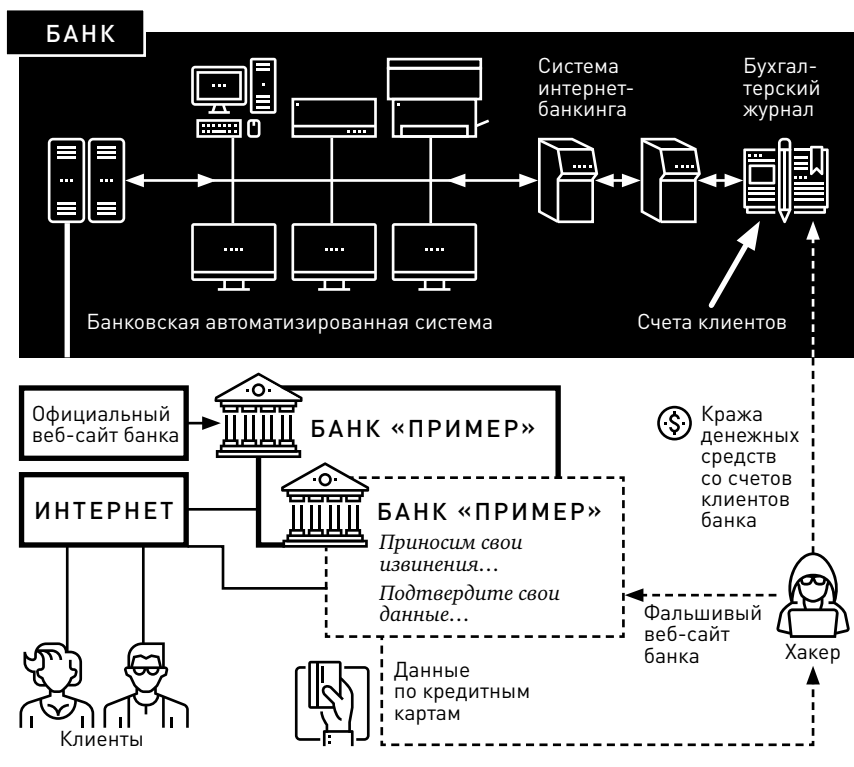 БАНК
Система
интернет-
банкинга
Бухгал-
терский
журнал
Банковская автоматизированная система
Счета клиентов
Официальный
веб-сайт банка
БАНК «ПРИМЕР»
Кража
денежных
средств
со счетов
клиентов
банка
ИНТЕРНЕТ
БАНК «ПРИМЕР»
Приносим свои
извинения...
Подтвердите свои
данные...
Фальшивый
веб-сайт
банка
Хакер
Данные
по кредитным
картам
Клиенты